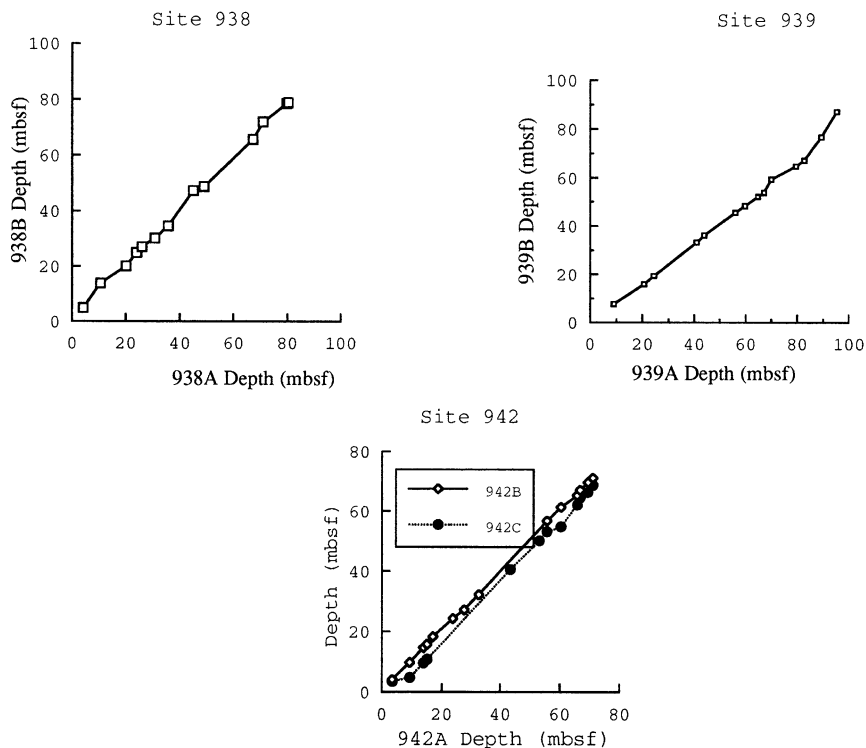 Site 938
100
80
60
40
20
0
938B Depth (mbsf)
0 20 40 60 80 100
938A Depth (mbsf)
Site 939
100
80
60
40
20
0
939B Depth (mbsf)
0 20 40 60 80 100
939A Depth (mbsf)
Site 942
80
60
40
20
0
Depth (mbsf)
942B
942C
0 20 40 60 80
942A Depth (mbsf)